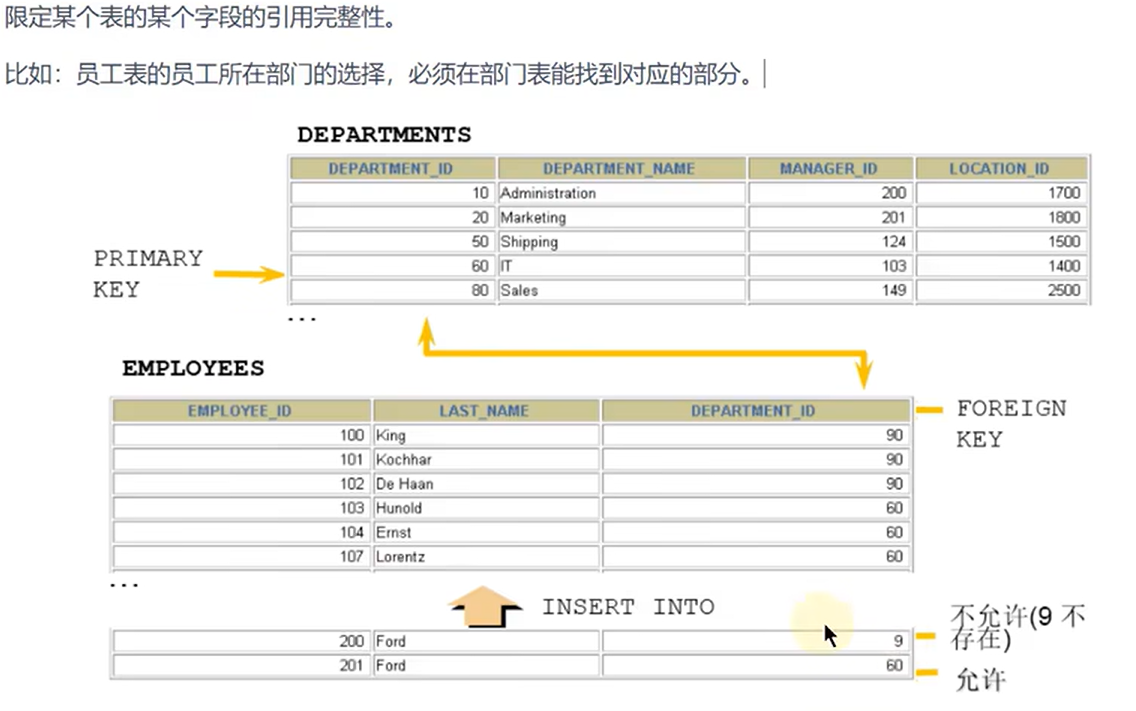 限定某个表的某个字段的引用完整性。
比如：员工表的员工所在部门的选择，必须在部门表能找到对应的部分。
DEPARTMENTS
DEPARTMENT_ID DEPARTMENT_NAME MANAGER_ID LOCATION_ID
10 Administration 200 1700
20 Marketing 201 1800
50 Shipping 124 1500
60 IT 103 1400
80 Sales 149 2500
...
PRIMARY
KEY
EMPLOYEES
EMPLOYEE_ID LAST_NAME DEPARTMENT_ID
100 King 90
101 Kochhar 90
102 De Haan 90
103 Hunold 60
104 Ernst 60
107 Lorentz 60
...
FOREIGN
KEY
INSERT INTO
200 Ford 9
201 Ford 60
不允许(9 不
存在)
允许